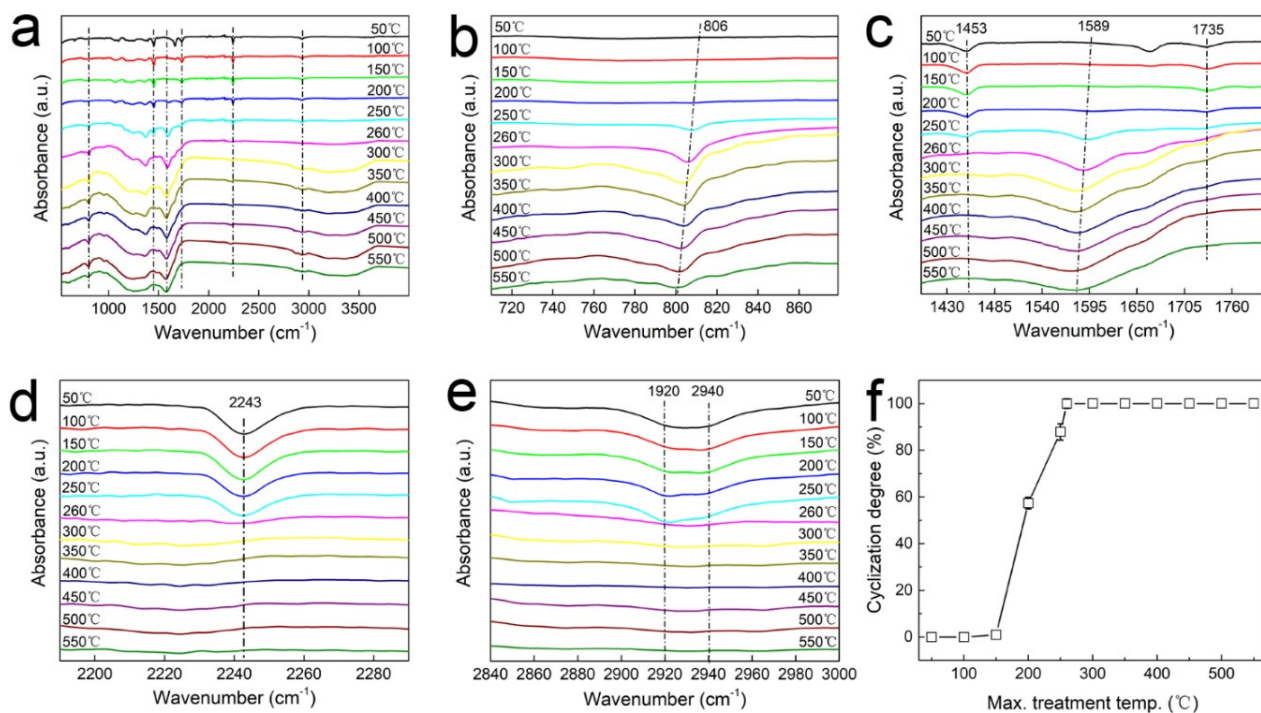 a
50℃
100℃
150℃
200℃
250℃
260℃
300℃
350℃
400℃
450℃
500℃
550℃
1000 1500 2000 2500 3000 3500
Wavenumber (cm⁻¹)
Absorbance (a.u.)
b
806
50℃
100℃
150℃
200℃
250℃
260℃
300℃
350℃
400℃
450℃
500℃
550℃
720 740 760 780 800 820 840 860
Wavenumber (cm⁻¹)
Absorbance (a.u.)
c
1453 1589 1735
50℃
100℃
150℃
200℃
250℃
260℃
300℃
350℃
400℃
450℃
500℃
550℃
1430 1485 1540 1595 1650 1705 1760
Wavenumber (cm⁻¹)
Absorbance (a.u.)
d
2243
50℃
100℃
150℃
200℃
250℃
260℃
300℃
350℃
400℃
450℃
500℃
550℃
2200 2220 2240 2260 2280
Wavenumber (cm⁻¹)
Absorbance (a.u.)
e
1920 2940
50℃
100℃
150℃
200℃
250℃
260℃
300℃
350℃
400℃
450℃
500℃
550℃
2840 2860 2880 2900 2920 2940 2960 2980 3000
Wavenumber (cm⁻¹)
Absorbance (a.u.)
f
100
80
60
40
20
0
100 200 300 400 500
Max. treatment temp. (℃)
Cyclization degree (%)